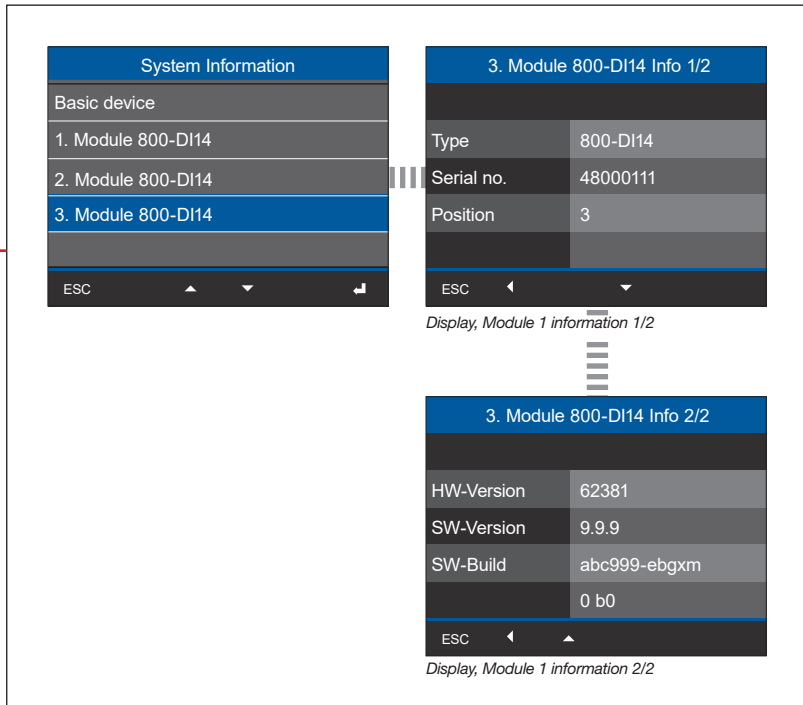 System Information
Basic device
1. Module 800-DI14
2. Module 800-DI14
3. Module 800-DI14
ESC
3. Module 800-DI14 Info 1/2
Type 800-DI14
Serial no. 48000111
Position 3
ESC
Display, Module 1 information 1/2
3. Module 800-DI14 Info 2/2
HW-Version 62381
SW-Version 9.9.9
SW-Build abc999-ebgxm
0 b0
ESC
Display, Module 1 information 2/2